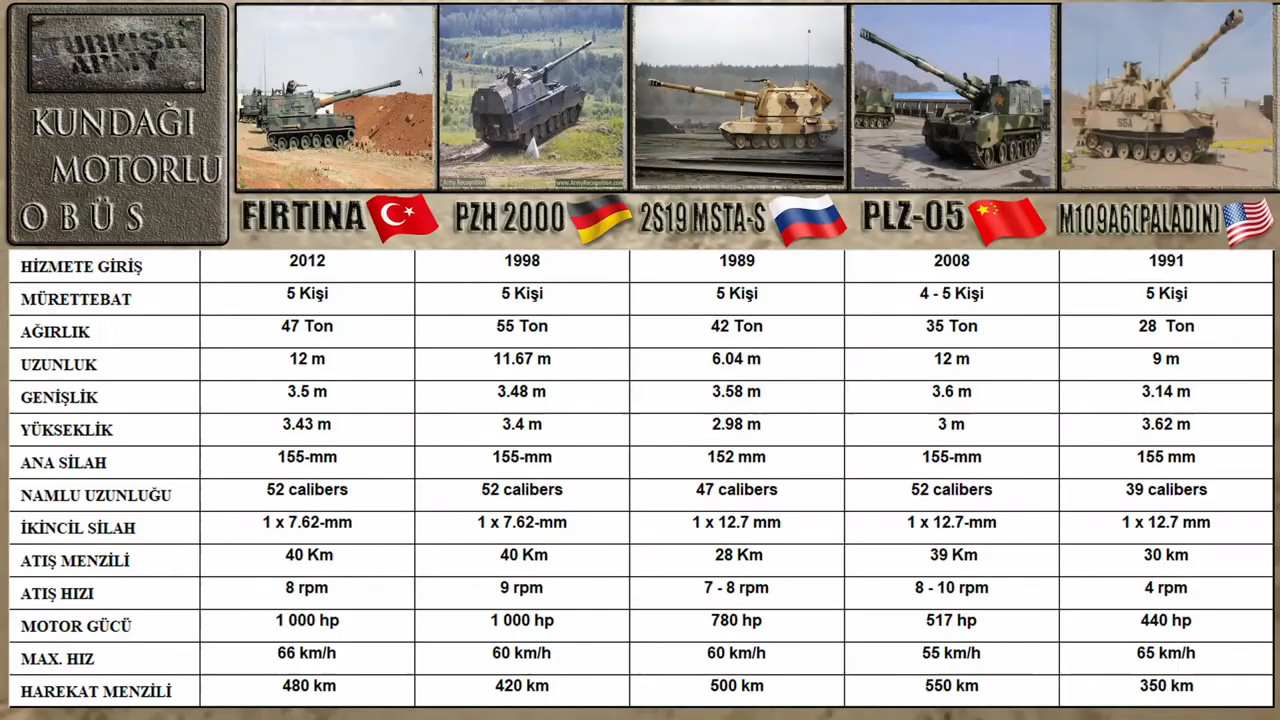 TURKISH
ARMY
KUNDAĞI
MOTORLU
OBÜS
Army Recognition
www.ArmyRecognition.com
S5A
FIRTINA PZH 2000 2S19 MSTA-S PLZ-05 M109A6(PALADIN)
HİZMETE GİRİŞ 2012 1998 1989 2008 1991
MÜRETTEBAT 5 Kişi 5 Kişi 5 Kişi 4 - 5 Kişi 5 Kişi
AĞIRLIK 47 Ton 55 Ton 42 Ton 35 Ton 28 Ton
UZUNLUK 12 m 11.67 m 6.04 m 12 m 9 m
GENİŞLİK 3.5 m 3.48 m 3.58 m 3.6 m 3.14 m
YÜKSEKLİK 3.43 m 3.4 m 2.98 m 3 m 3.62 m
ANA SİLAH 155-mm 155-mm 152 mm 155-mm 155 mm
NAMLU UZUNLUĞU 52 calibers 52 calibers 47 calibers 52 calibers 39 calibers
İKİNCİL SİLAH 1 x 7.62-mm 1 x 7.62-mm 1 x 12.7 mm 1 x 12.7-mm 1 x 12.7 mm
ATIŞ MENZİLİ 40 Km 40 Km 28 Km 39 Km 30 km
ATIŞ HIZI 8 rpm 9 rpm 7 - 8 rpm 8 - 10 rpm 4 rpm
MOTOR GÜCÜ 1 000 hp 1 000 hp 780 hp 517 hp 440 hp
MAX. HIZ 66 km/h 60 km/h 60 km/h 55 km/h 65 km/h
HAREKAT MENZİLİ 480 km 420 km 500 km 550 km 350 km